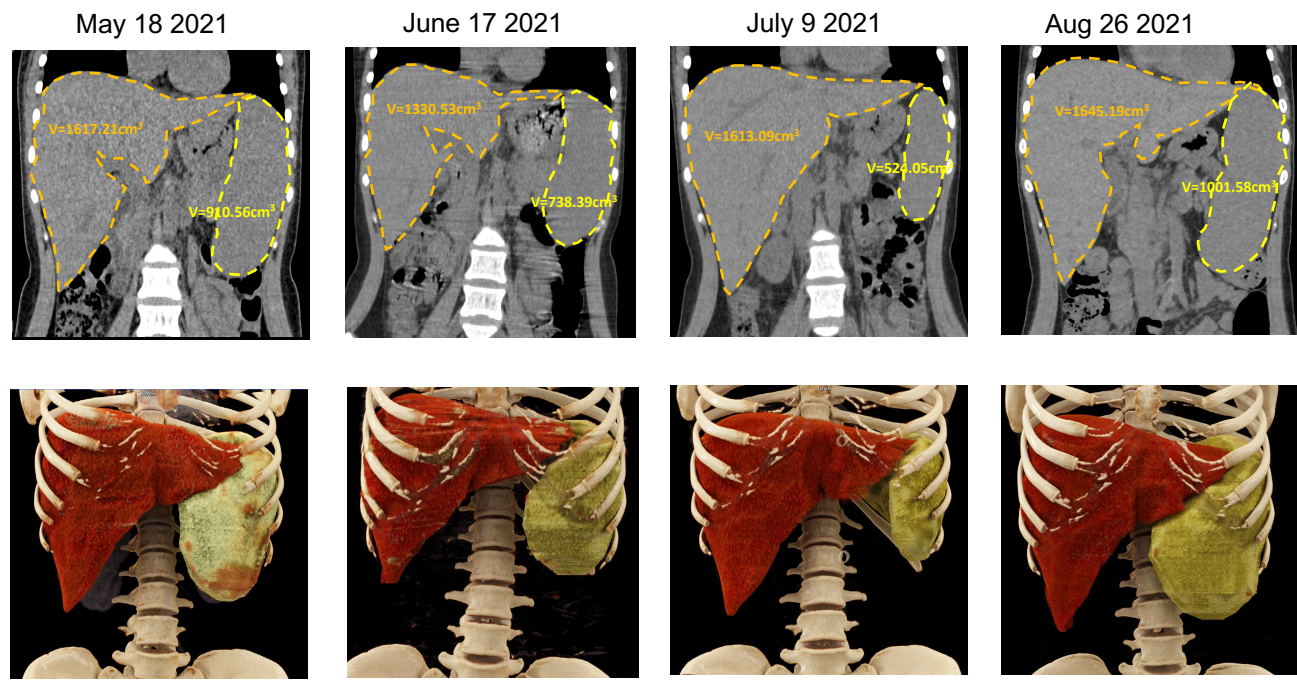 May 18 2021
June 17 2021
July 9 2021
Aug 26 2021
V=1617.21cm³
V=910.56cm³
V=1330.53cm³
V=738.39cm³
V=1613.09cm³
V=524.05cm³
V=1645.19cm³
V=1001.58cm³